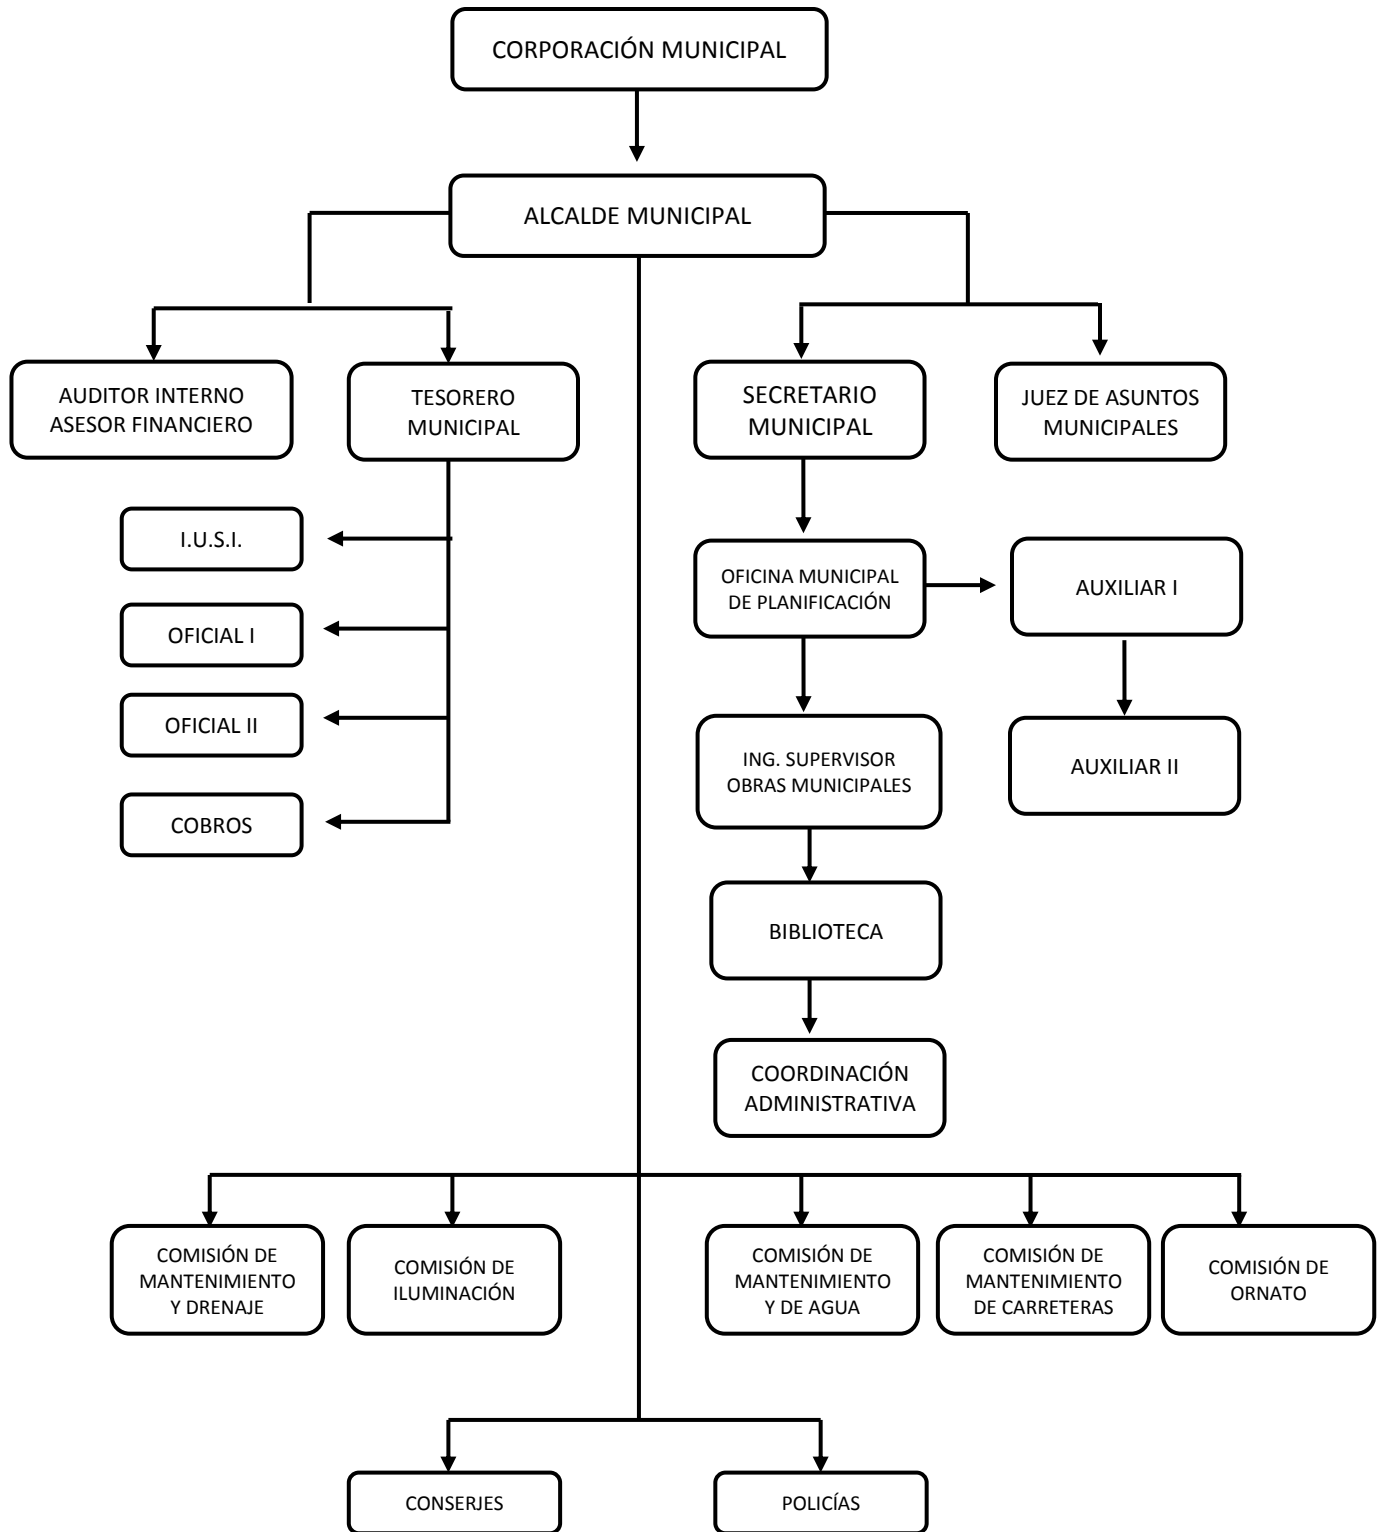 CORPORACIÓN MUNICIPAL
ALCALDE MUNICIPAL
AUDITOR INTERNO
ASESOR FINANCIERO
TESORERO
MUNICIPAL
SECRETARIO
MUNICIPAL
JUEZ DE ASUNTOS
MUNICIPALES
I.U.S.I.
OFICIAL I
OFICIAL II
COBROS
OFICINA MUNICIPAL
DE PLANIFICACIÓN
AUXILIAR I
ING. SUPERVISOR
OBRAS MUNICIPALES
AUXILIAR II
BIBLIOTECA
COORDINACIÓN
ADMINISTRATIVA
COMISIÓN DE
MANTENIMIENTO
Y DRENAJE
COMISIÓN DE
ILUMINACIÓN
COMISIÓN DE
MANTENIMIENTO
Y DE AGUA
COMISIÓN DE
MANTENIMIENTO
DE CARRETERAS
COMISIÓN DE
ORNATO
CONSERJES
POLICÍAS